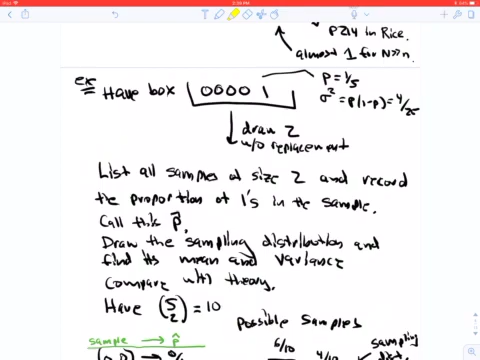 3:08 PM
P214 in Rice.
almost 1 for N>>n.
ex Have box 0000 1
P = 1/5
σ² = P(1-P) = 4/25
draw 2
w/o replacement
List all samples of size 2 and record
the proportion of 1's in the sample.
Call this p̂.
Draw the sampling distribution and
find its mean and variance
compare with theory.
Have (5 2) = 10 possible samples
sample → p̂
6/10
4/10
sampling